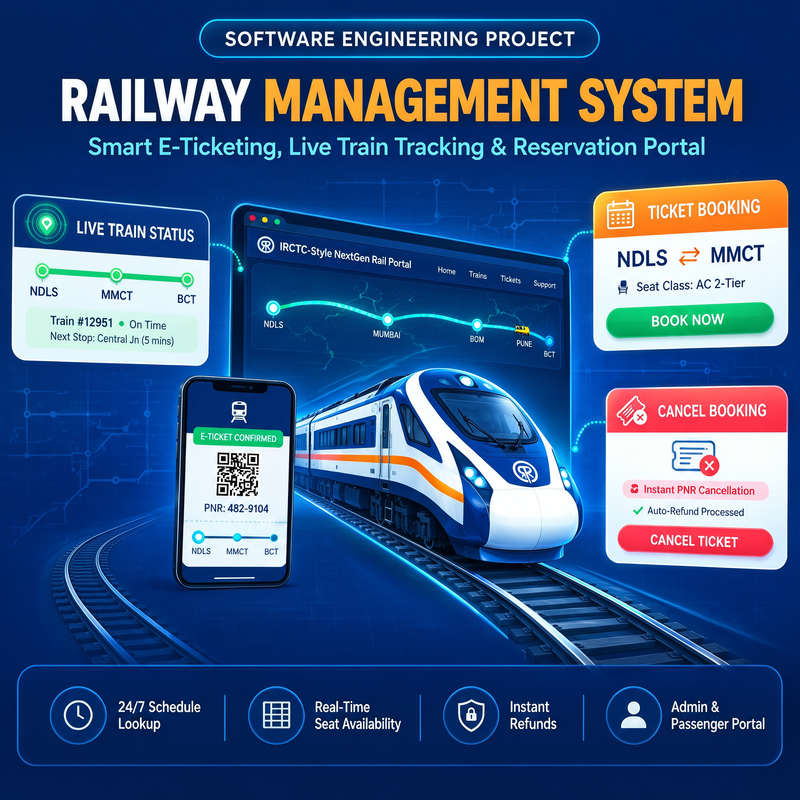 SOFTWARE ENGINEERING PROJECT
RAILWAY MANAGEMENT SYSTEM
Smart E-Ticketing, Live Train Tracking & Reservation Portal
LIVE TRAIN STATUS
NDLS MMCT BCT
Train #12951 • On Time
Next Stop: Central Jn (5 mins)
IRCTC-Style NextGen Rail Portal Home Trains Tickets Support
NDLS MUMBAI BOM PUNE BCT
TICKET BOOKING
NDLS MMCT
Seat Class: AC 2-Tier
BOOK NOW
CANCEL BOOKING
Instant PNR Cancellation
Auto-Refund Processed
CANCEL TICKET
E-TICKET CONFIRMED
PNR: 482-9104
NDLS MMCT BCT
24/7 Schedule
Lookup
Real-Time
Seat Availability
Instant
Refunds
Admin &
Passenger Portal